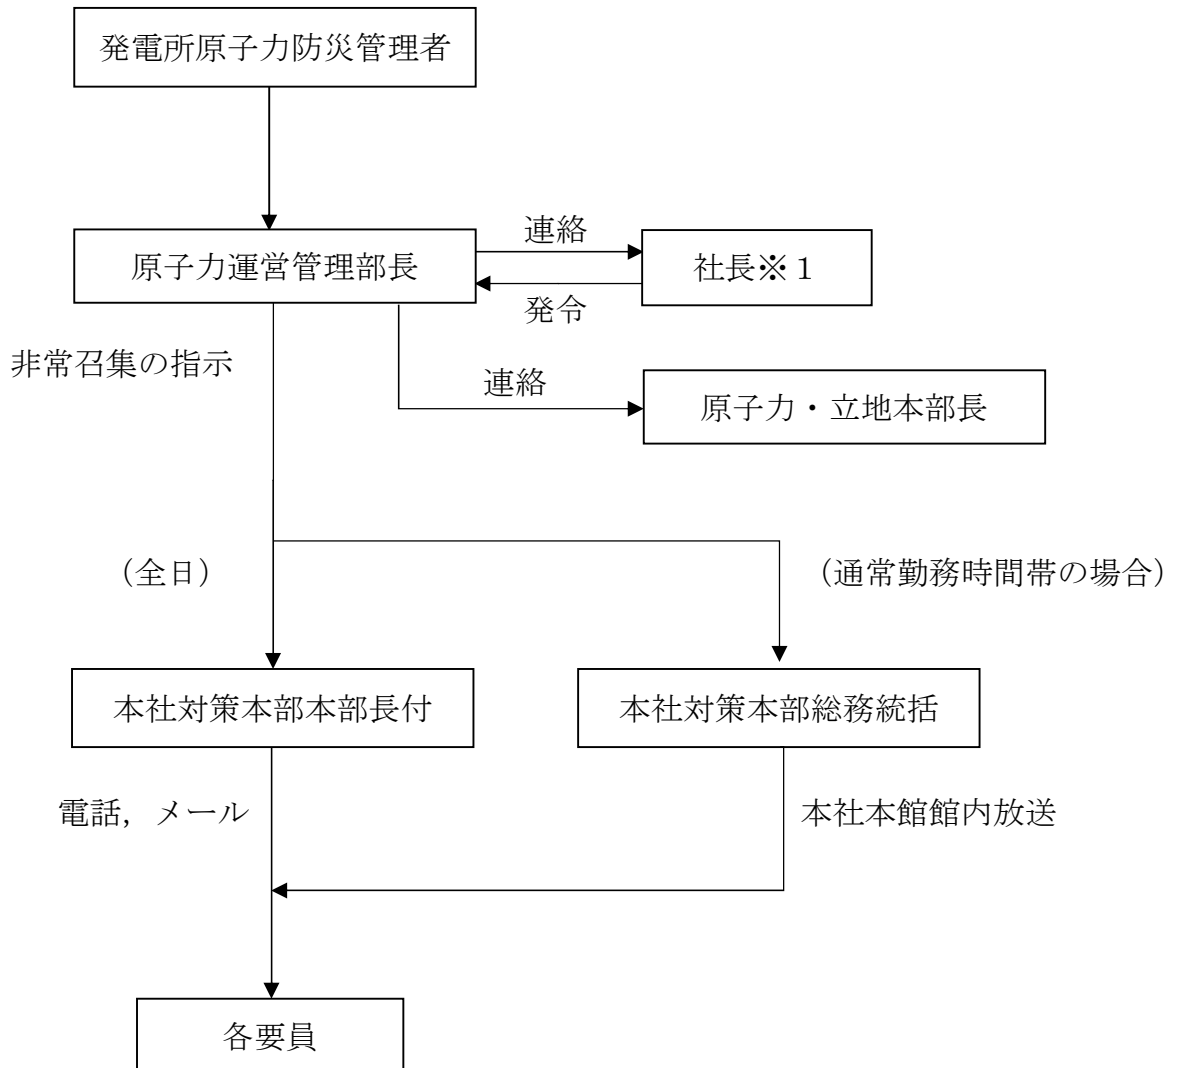 発電所原子力防災管理者
連絡
原子力運営管理部長
社長※１
発令
非常召集の指示
連絡
原子力・立地本部長
（全日）
（通常勤務時間帯の場合）
本社対策本部本部長付
本社対策本部総務統括
電話，メール
本社本館館内放送
各要員